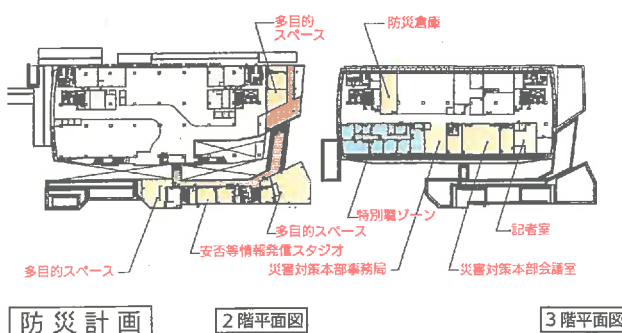 多目的
スペース
防災倉庫
特別職ゾーン
記者室
多目的スペース
安否等情報発信スタジオ
多目的スペース
災害対策本部事務局
災害対策本部会議室
防災計画
2階平面図
3階平面図